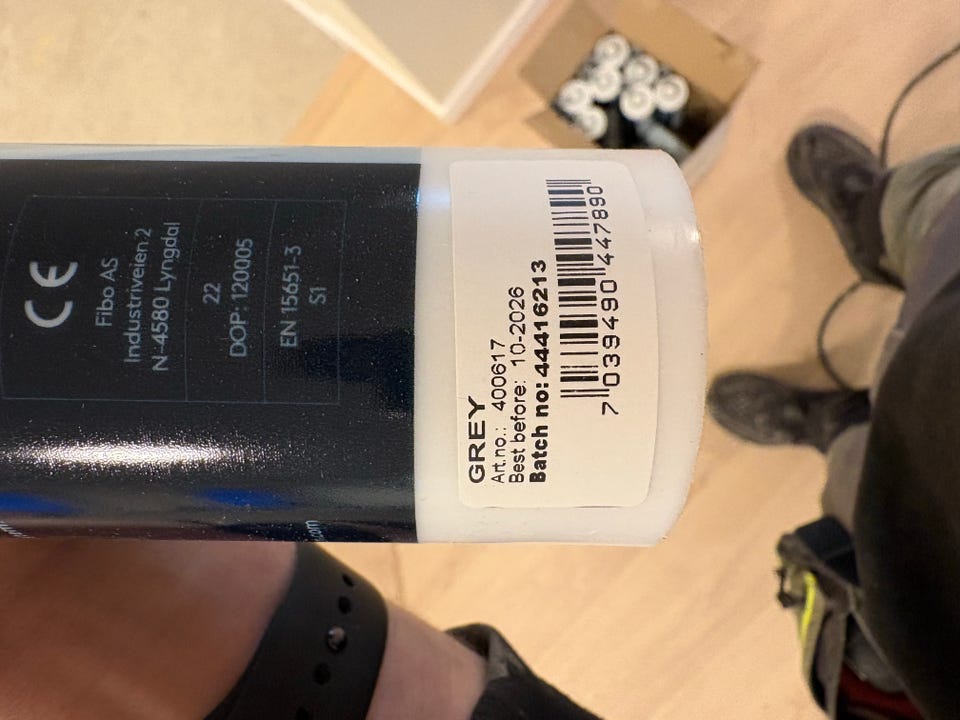 CE
Fibo AS
Industriveien 2
N-4580 Lyngdal
22
DOP: 120005
EN 15651-3
S1
GREY
Art.no.: 400617
Best before: 10-2026
Batch no: 44416213
7 039490 447890
.com